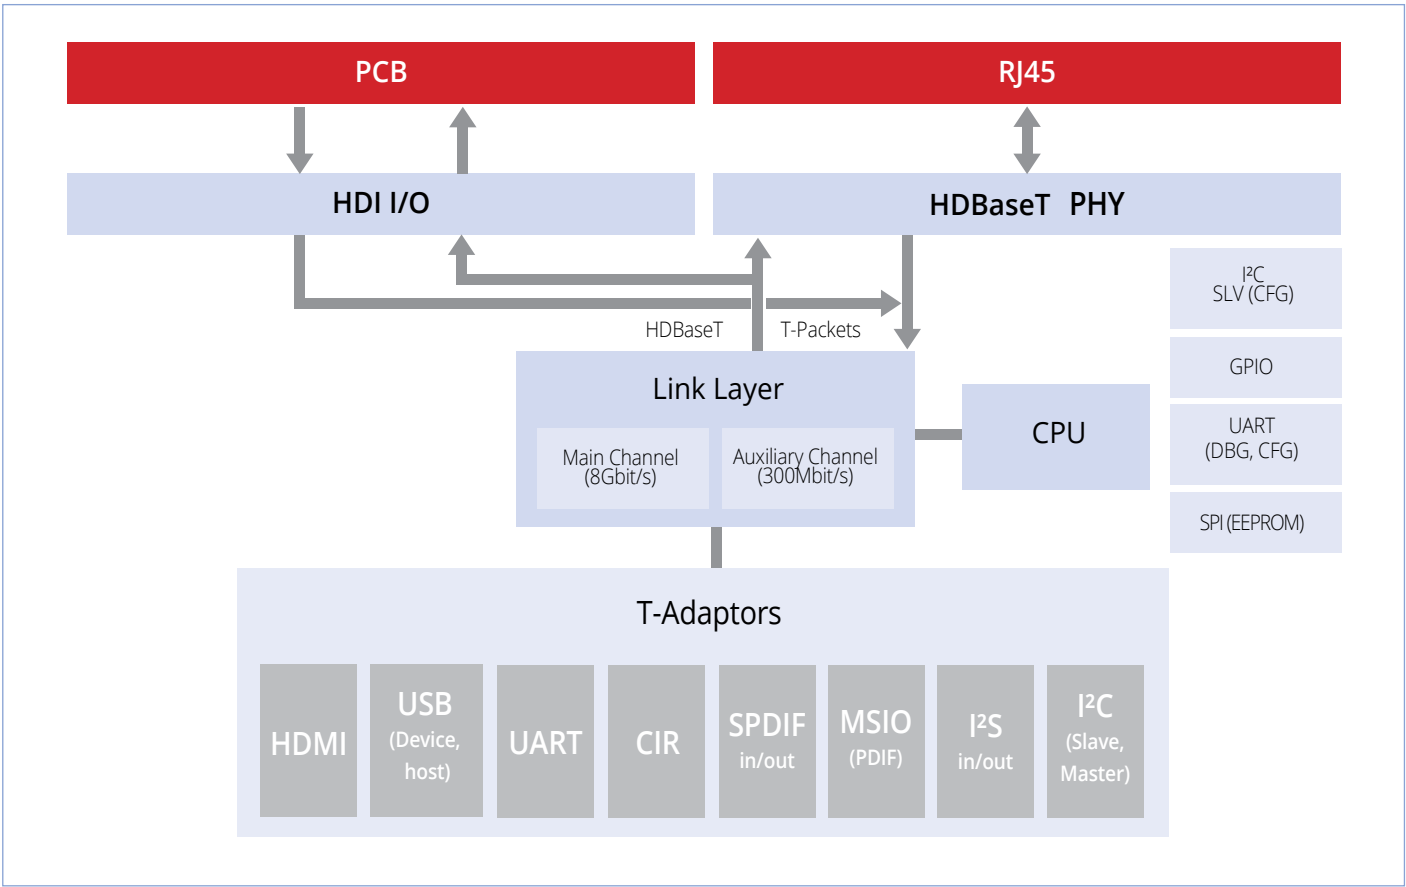 PCB
RJ45
HDI I/O
HDBaseT PHY
I²C
SLV (CFG)
HDBaseT
T-Packets
GPIO
Link Layer
CPU
UART
(DBG, CFG)
Main Channel
(8Gbit/s)
Auxiliary Channel
(300Mbit/s)
SPI (EEPROM)
T-Adaptors
HDMI
USB
(Device,
host)
UART
CIR
SPDIF
in/out
MSIO
(PDIF)
I²S
in/out
I²C
(Slave,
Master)